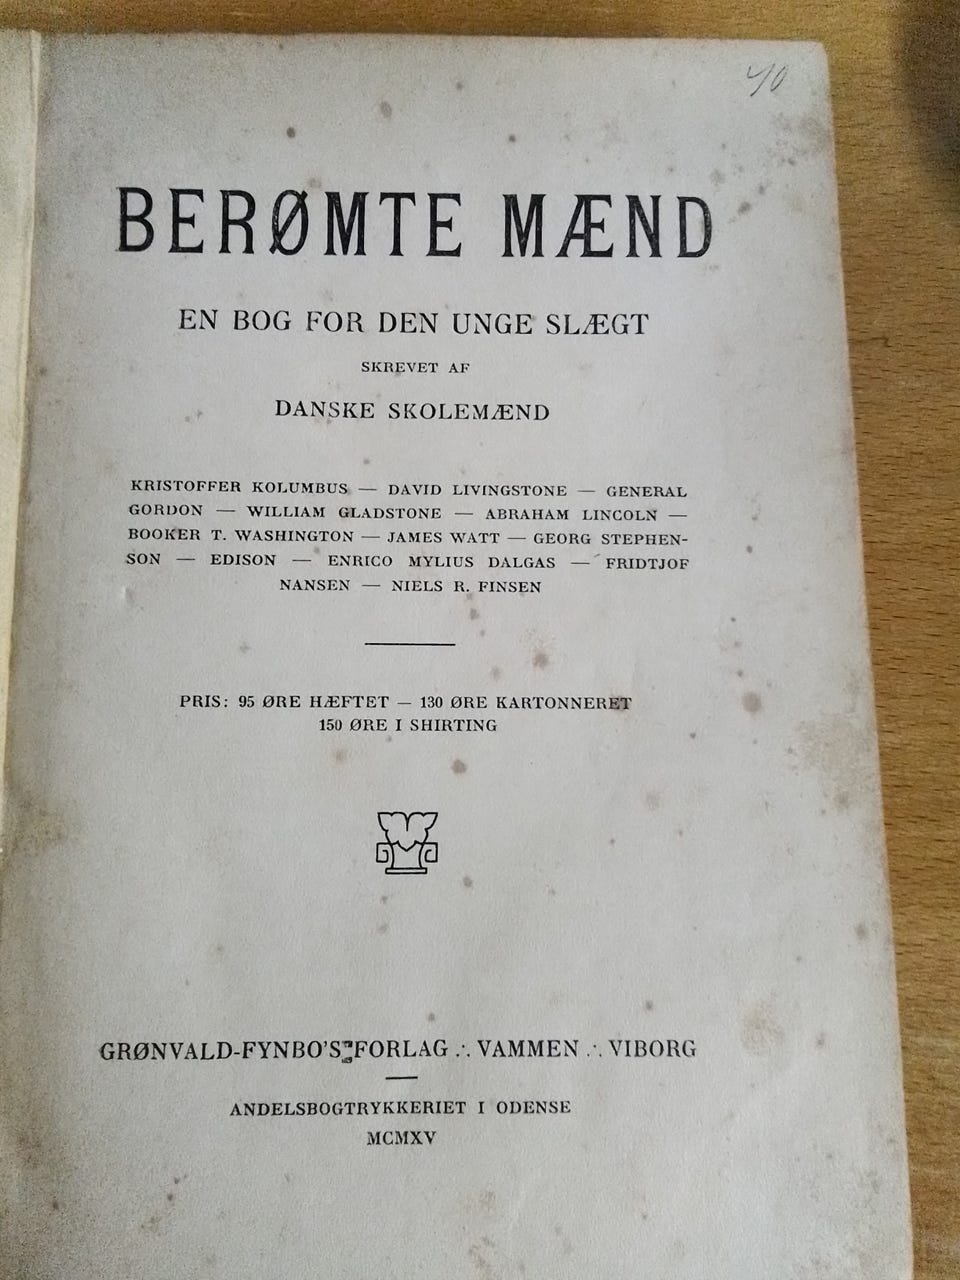 40
BERØMTE MÆND
EN BOG FOR DEN UNGE SLÆGT
SKREVET AF
DANSKE SKOLEMÆND
KRISTOFFER KOLUMBUS — DAVID LIVINGSTONE — GENERAL
GORDON — WILLIAM GLADSTONE — ABRAHAM LINCOLN —
BOOKER T. WASHINGTON — JAMES WATT — GEORG STEPHEN-
SON — EDISON — ENRICO MYLIUS DALGAS — FRIDTJOF
NANSEN — NIELS R. FINSEN
PRIS: 95 ØRE HÆFTET — 130 ØRE KARTONNERET
150 ØRE I SHIRTING
GRØNVALD-FYNBO'S FORLAG ∴ VAMMEN ∴ VIBORG
ANDELSBOGTRYKKERIET I ODENSE
MCMXV